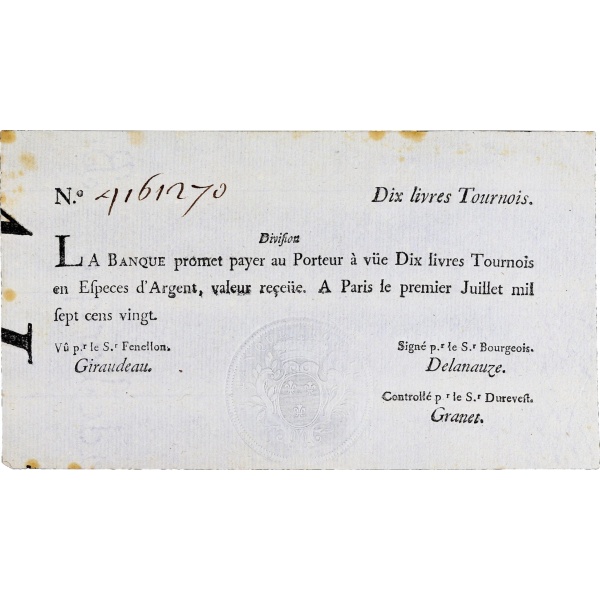 N.º 4161270 Dix livres Tournois.
Division
LA BANQUE promet payer au Porteur à vüe Dix livres Tournois
en Especes d'Argent, valeur reçeüe. A Paris le premier Juillet mil
sept cens vingt.
Vû p.r le S.r Fenellon. Signé p.r le S.r Bourgeois.
Giraudeau. Delanauze.
Controllé p.r le S.r Durevest.
Granet.